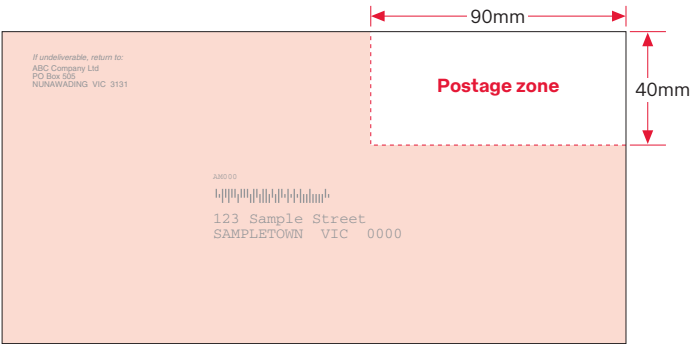 90mm
If undeliverable, return to:
ABC Company Ltd
PO Box 505
NUNAWADING VIC 3131
Postage zone
40mm
AM000
123 Sample Street
SAMPLETOWN VIC 0000